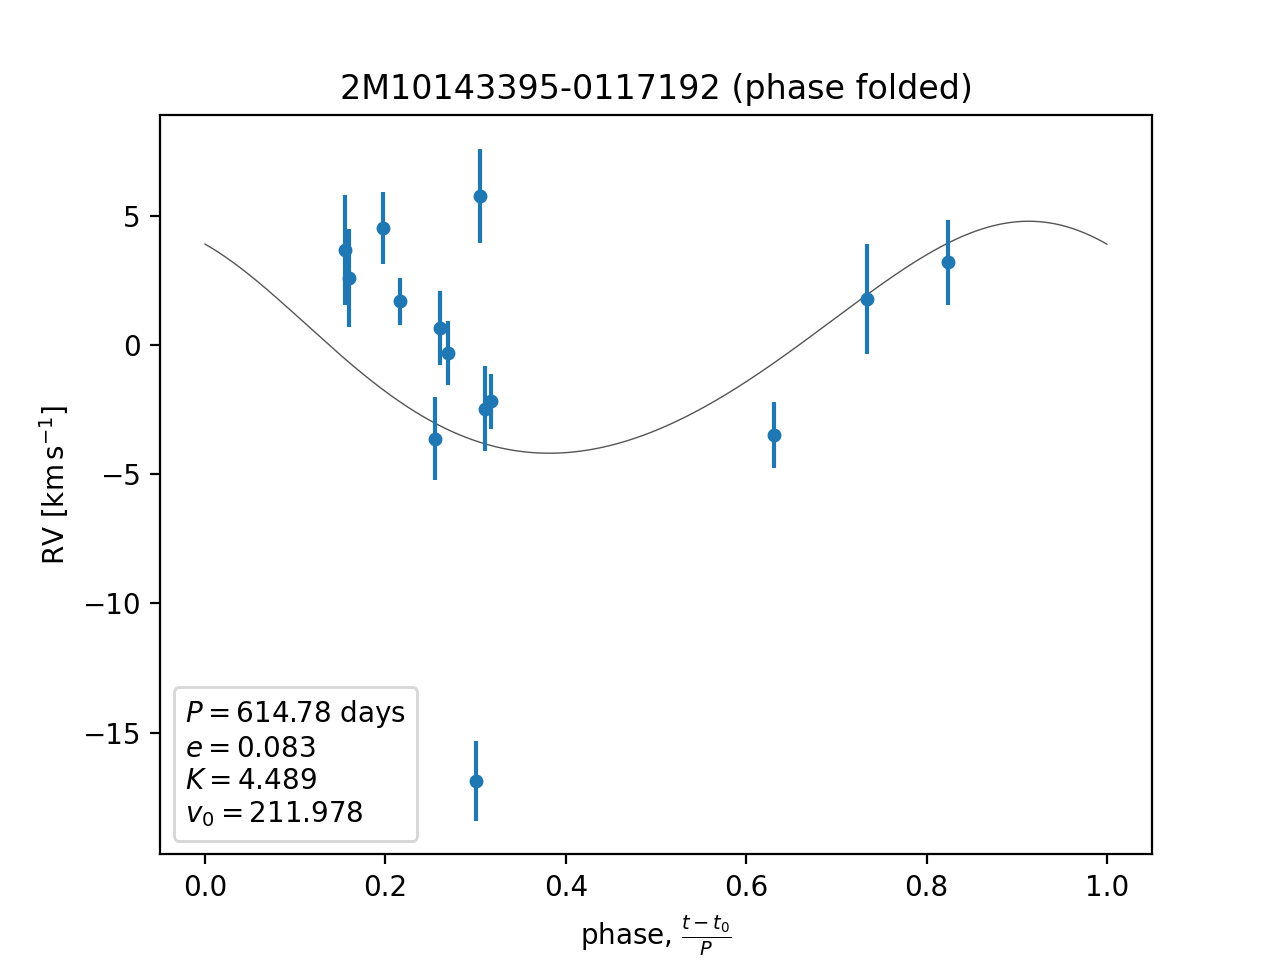 2M10143395-0117192 (phase folded)
RV [km s⁻¹]
5
0
−5
−10
−15
P = 614.78 days
e = 0.083
K = 4.489
v₀ = 211.978
0.0 0.2 0.4 0.6 0.8 1.0
phase, (t − t₀)/P